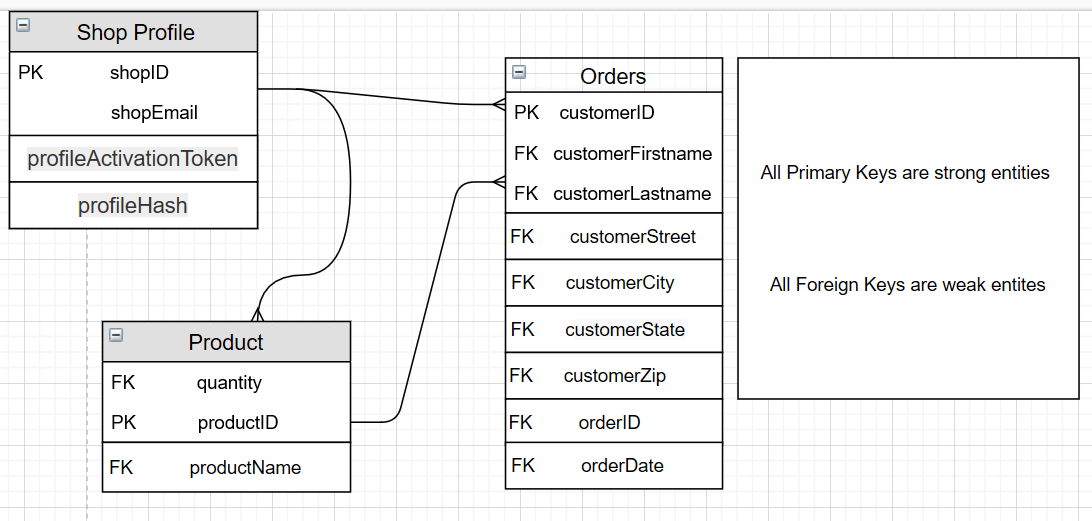 Shop Profile
PK shopID
shopEmail
profileActivationToken
profileHash
Product
FK quantity
PK productID
FK productName
Orders
PK customerID
FK customerFirstname
FK customerLastname
FK customerStreet
FK customerCity
FK customerState
FK customerZip
FK orderID
FK orderDate
All Primary Keys are strong entities
All Foreign Keys are weak entites